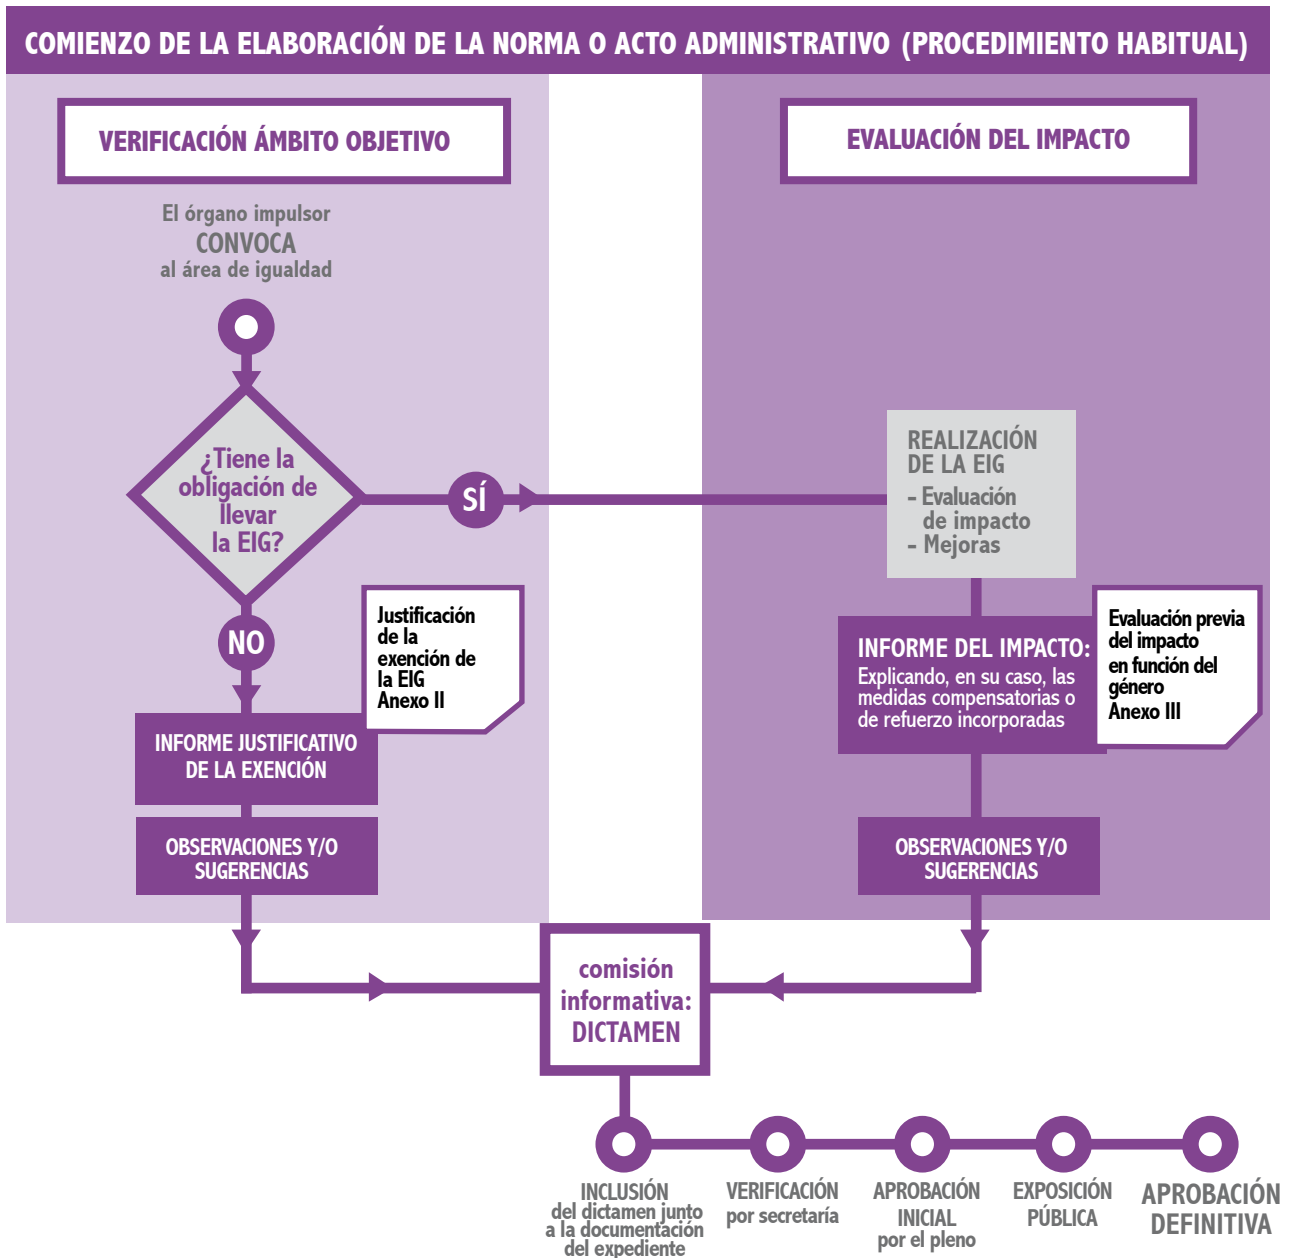 COMIENZO DE LA ELABORACIÓN DE LA NORMA O ACTO ADMINISTRATIVO (PROCEDIMIENTO HABITUAL)
VERIFICACIÓN ÁMBITO OBJETIVO
El órgano impulsor
CONVOCA
al área de igualdad
¿Tiene la
obligación de
llevar
la EIG?
SÍ
NO
Justificación
de la
exención de
la EIG
Anexo II
INFORME JUSTIFICATIVO
DE LA EXENCIÓN
OBSERVACIONES Y/O
SUGERENCIAS
EVALUACIÓN DEL IMPACTO
REALIZACIÓN
DE LA EIG
- Evaluación
de impacto
- Mejoras
INFORME DEL IMPACTO:
Explicando, en su caso, las
medidas compensatorias o
de refuerzo incorporadas
Evaluación previa
del impacto
en función del
género
Anexo III
OBSERVACIONES Y/O
SUGERENCIAS
comisión
informativa:
DICTAMEN
INCLUSIÓN
del dictamen junto
a la documentación
del expediente
VERIFICACIÓN
por secretaría
APROBACIÓN
INICIAL
por el pleno
EXPOSICIÓN
PÚBLICA
APROBACIÓN
DEFINITIVA